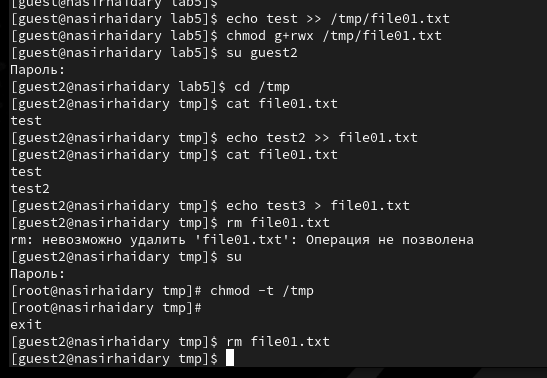 [guest@nasirhaidary lab5]$
[guest@nasirhaidary lab5]$ echo test >> /tmp/file01.txt
[guest@nasirhaidary lab5]$ chmod g+rwx /tmp/file01.txt
[guest@nasirhaidary lab5]$ su guest2
Пароль:
[guest2@nasirhaidary lab5]$ cd /tmp
[guest2@nasirhaidary tmp]$ cat file01.txt
test
[guest2@nasirhaidary tmp]$ echo test2 >> file01.txt
[guest2@nasirhaidary tmp]$ cat file01.txt
test
test2
[guest2@nasirhaidary tmp]$ echo test3 > file01.txt
[guest2@nasirhaidary tmp]$ rm file01.txt
rm: невозможно удалить 'file01.txt': Операция не позволена
[guest2@nasirhaidary tmp]$ su
Пароль:
[root@nasirhaidary tmp]# chmod -t /tmp
[root@nasirhaidary tmp]#
exit
[guest2@nasirhaidary tmp]$ rm file01.txt
[guest2@nasirhaidary tmp]$